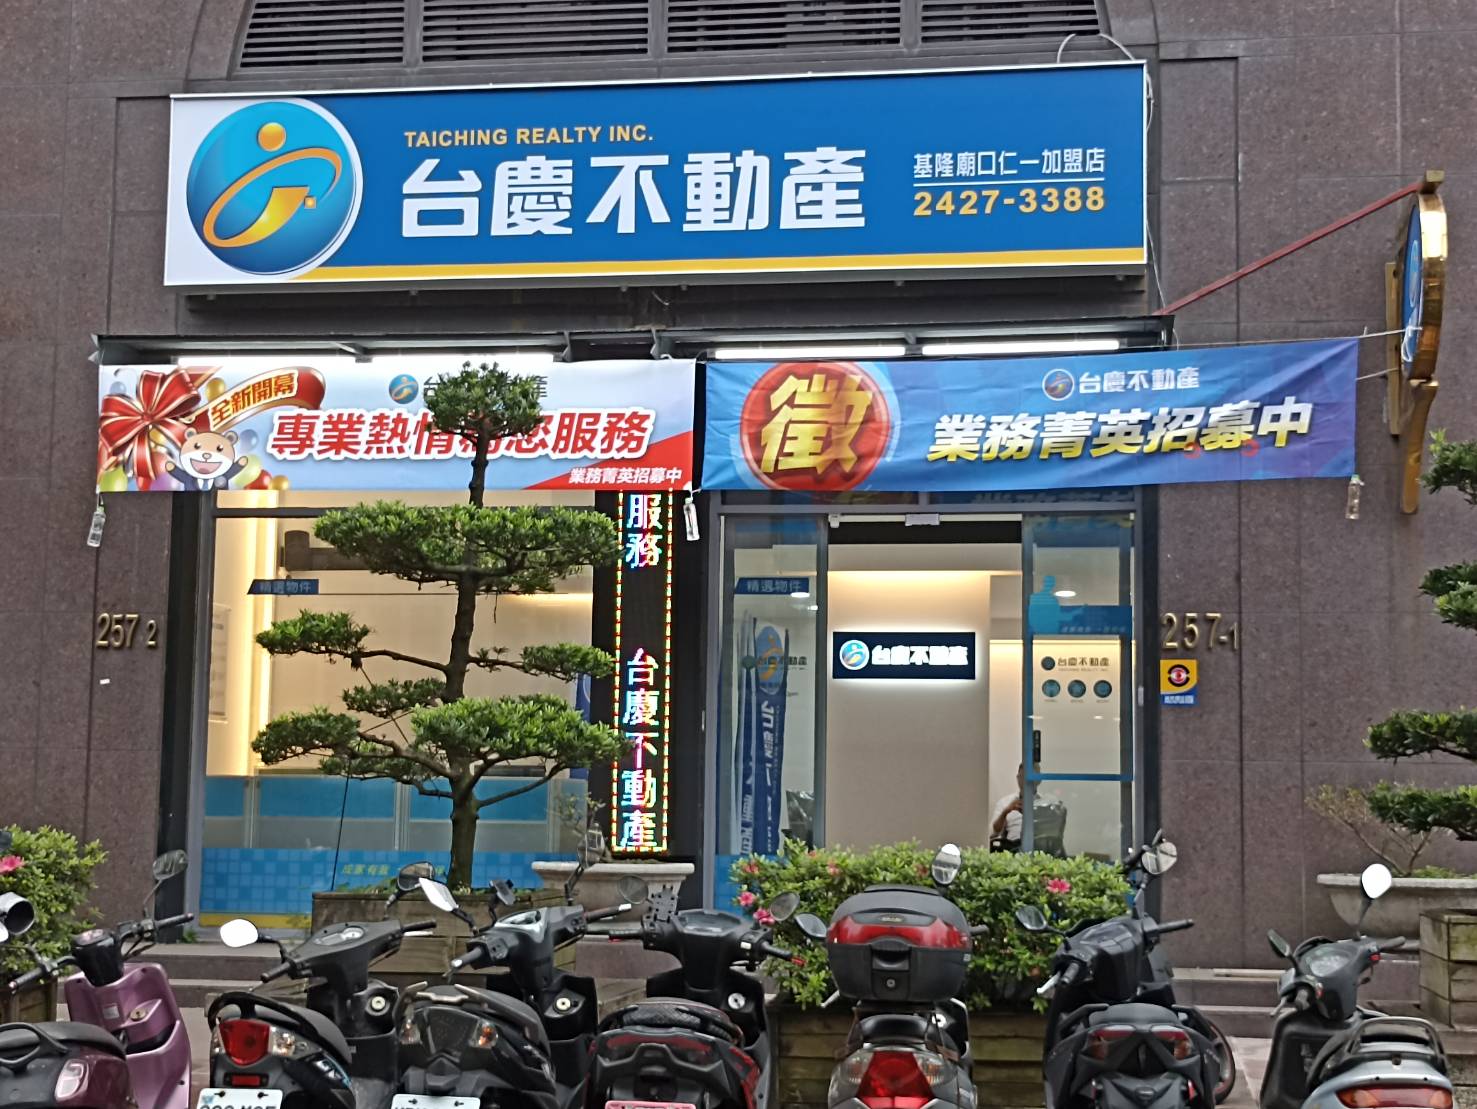 TAICHING REALTY INC.
台慶不動產
基隆廟口仁一加盟店
2427-3388
全新開幕
專業熱情為您服務
業務菁英招募中
徵
台慶不動產
業務菁英招募中
服務
台慶不動產
精選物件
精選物件
257 2
257-1
台慶不動產
台慶不動產